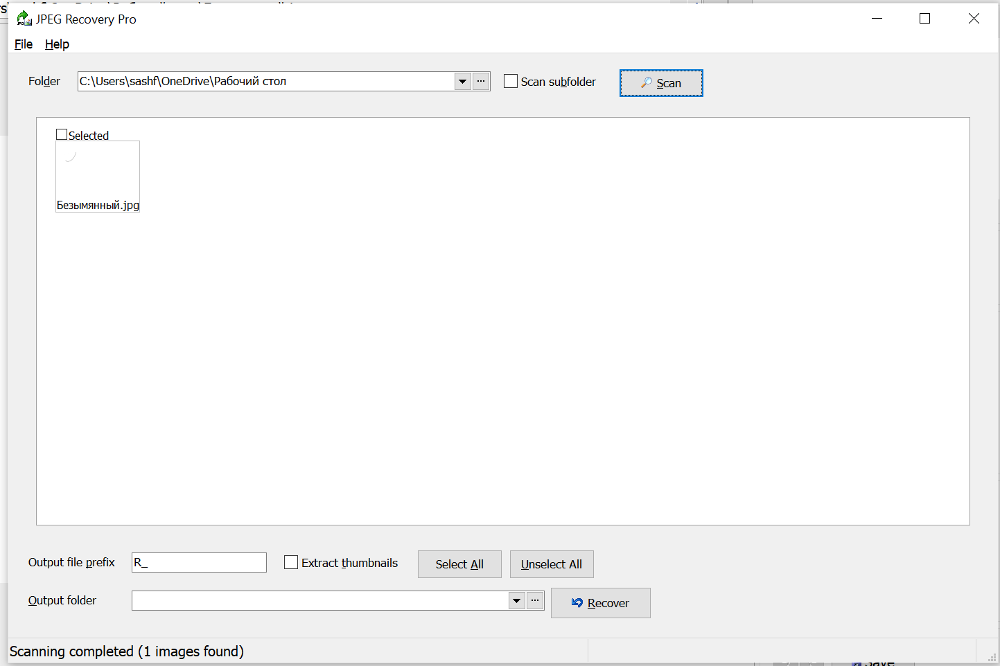 JPEG Recovery Pro
File Help
Folder C:\Users\sashf\OneDrive\Рабочий стол ... Scan subfolder Scan
Selected
Безымянный.jpg
Output file prefix R_ Extract thumbnails Select All Unselect All
Output folder ... Recover
Scanning completed (1 images found)
Save